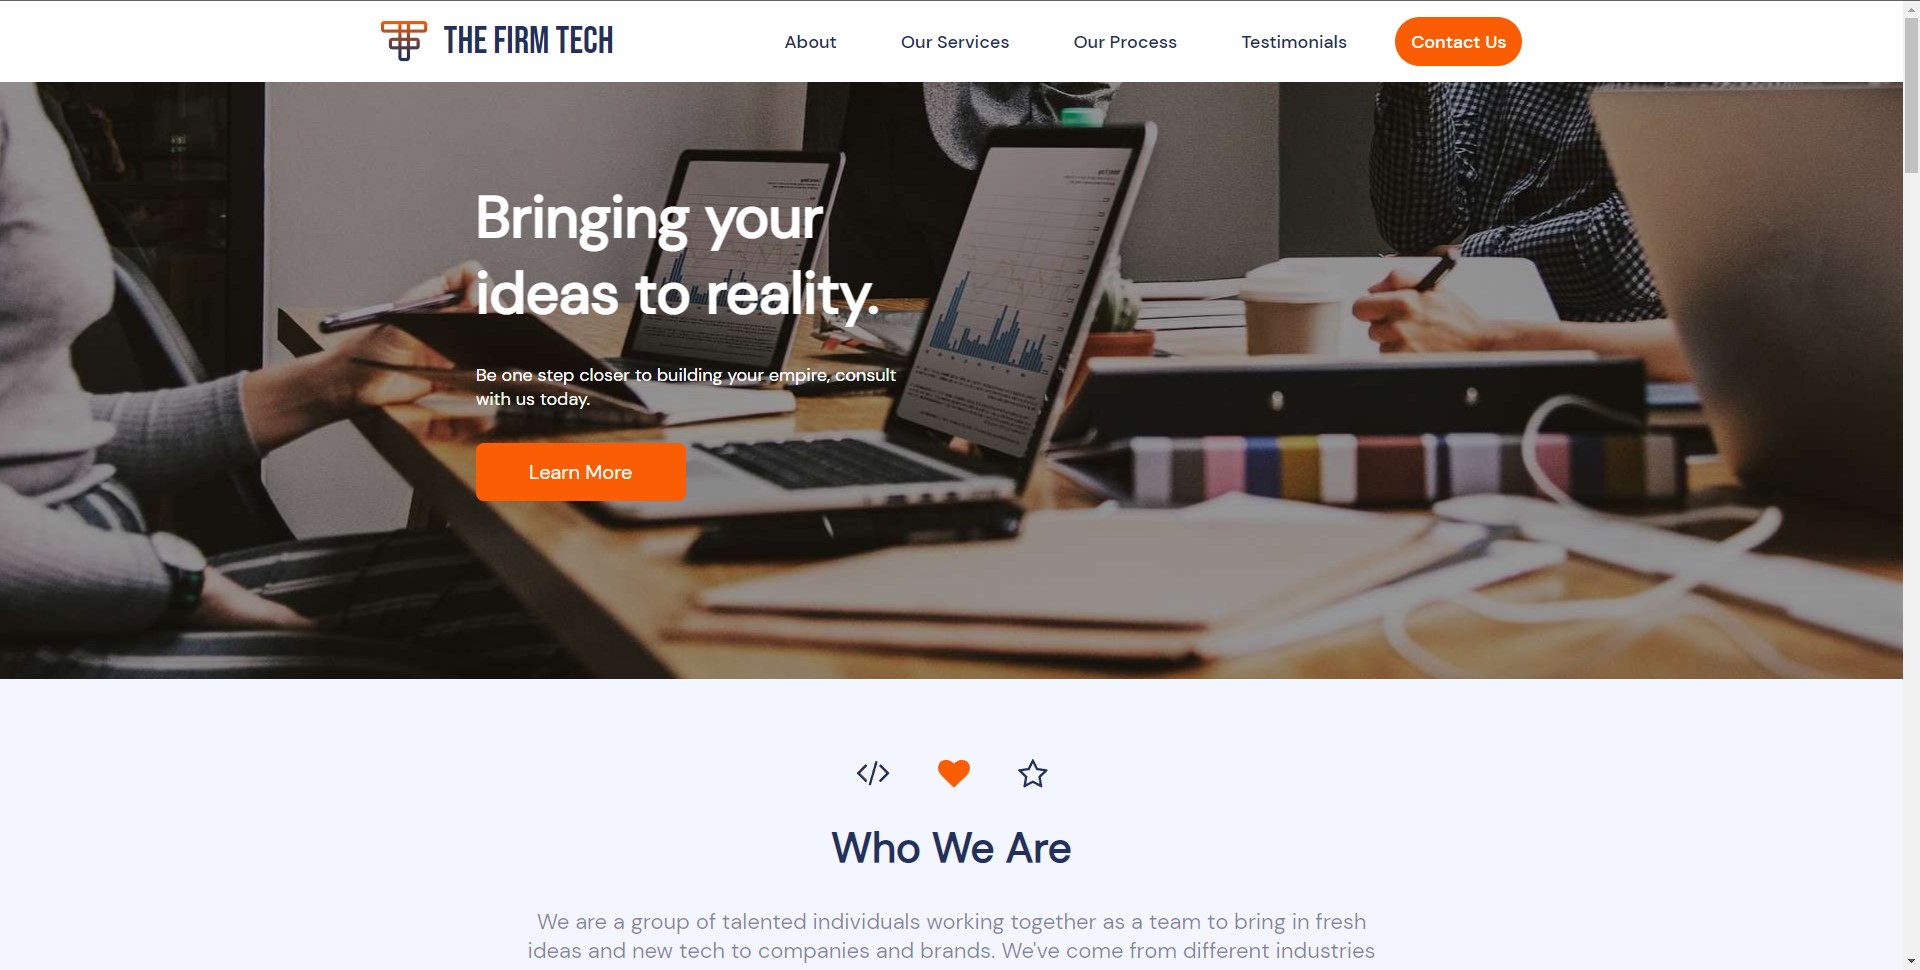 THE FIRM TECH
About
Our Services
Our Process
Testimonials
Contact Us
Bringing your
ideas to reality.
Be one step closer to building your empire, consult
with us today.
Learn More
Who We Are
We are a group of talented individuals working together as a team to bring in fresh
ideas and new tech to companies and brands. We've come from different industries